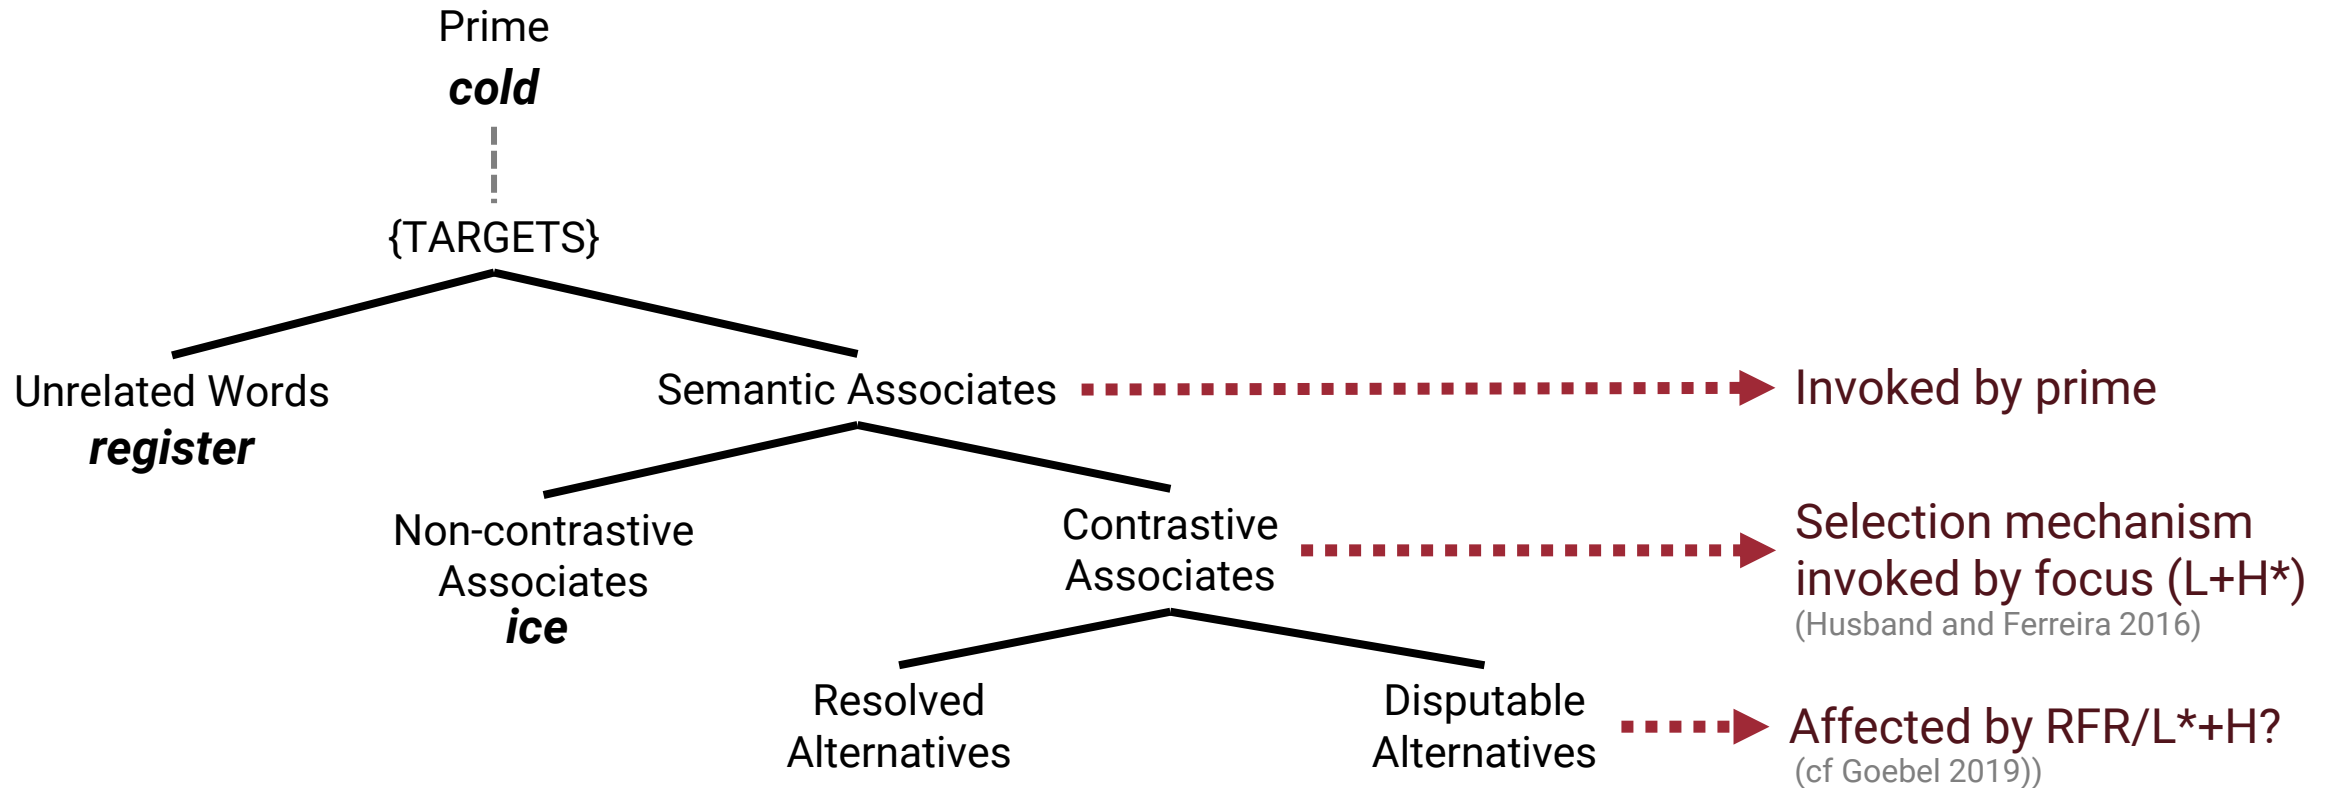 Prime
cold
{TARGETS}
Unrelated Words
register
Semantic Associates
Invoked by prime
Non-contrastive
Associates
ice
Contrastive
Associates
Selection mechanism
invoked by focus (L+H*)
(Husband and Ferreira 2016)
Resolved
Alternatives
Disputable
Alternatives
Affected by RFR/L*+H?
(cf Goebel 2019))